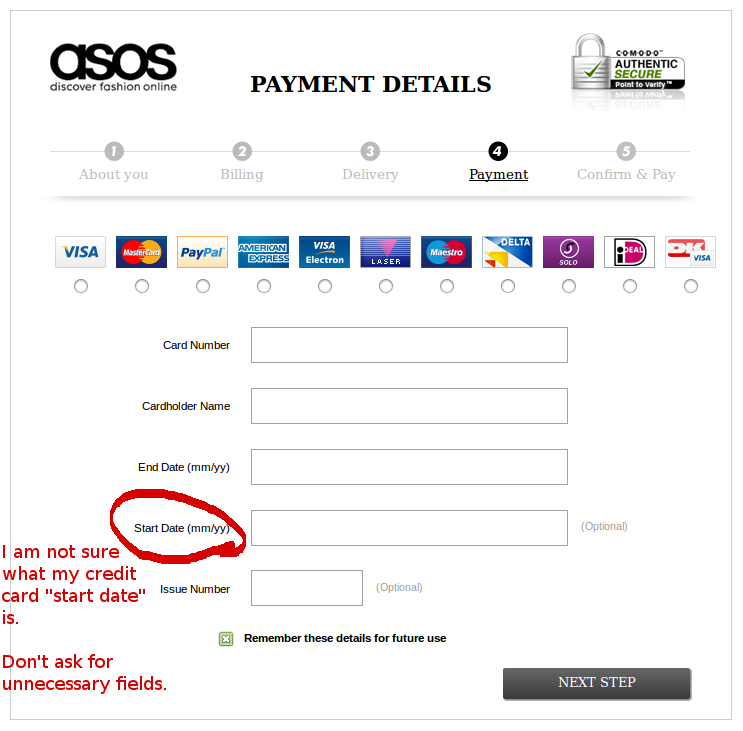 asos
discover fashion online
PAYMENT DETAILS
COMODO™
AUTHENTIC
SECURE
Point to Verify™
1 2 3 4 5
About you Billing Delivery Payment Confirm & Pay
VISA MasterCard PayPal AMERICAN EXPRESS VISA Electron LASER Maestro DELTA SOLO iDEAL DK VISA
Card Number
Cardholder Name
End Date (mm/yy)
Start Date (mm/yy) (Optional)
I am not sure
what my credit
card "start date"
is.
Issue Number (Optional)
Remember these details for future use
Don't ask for
unnecessary fields.
NEXT STEP